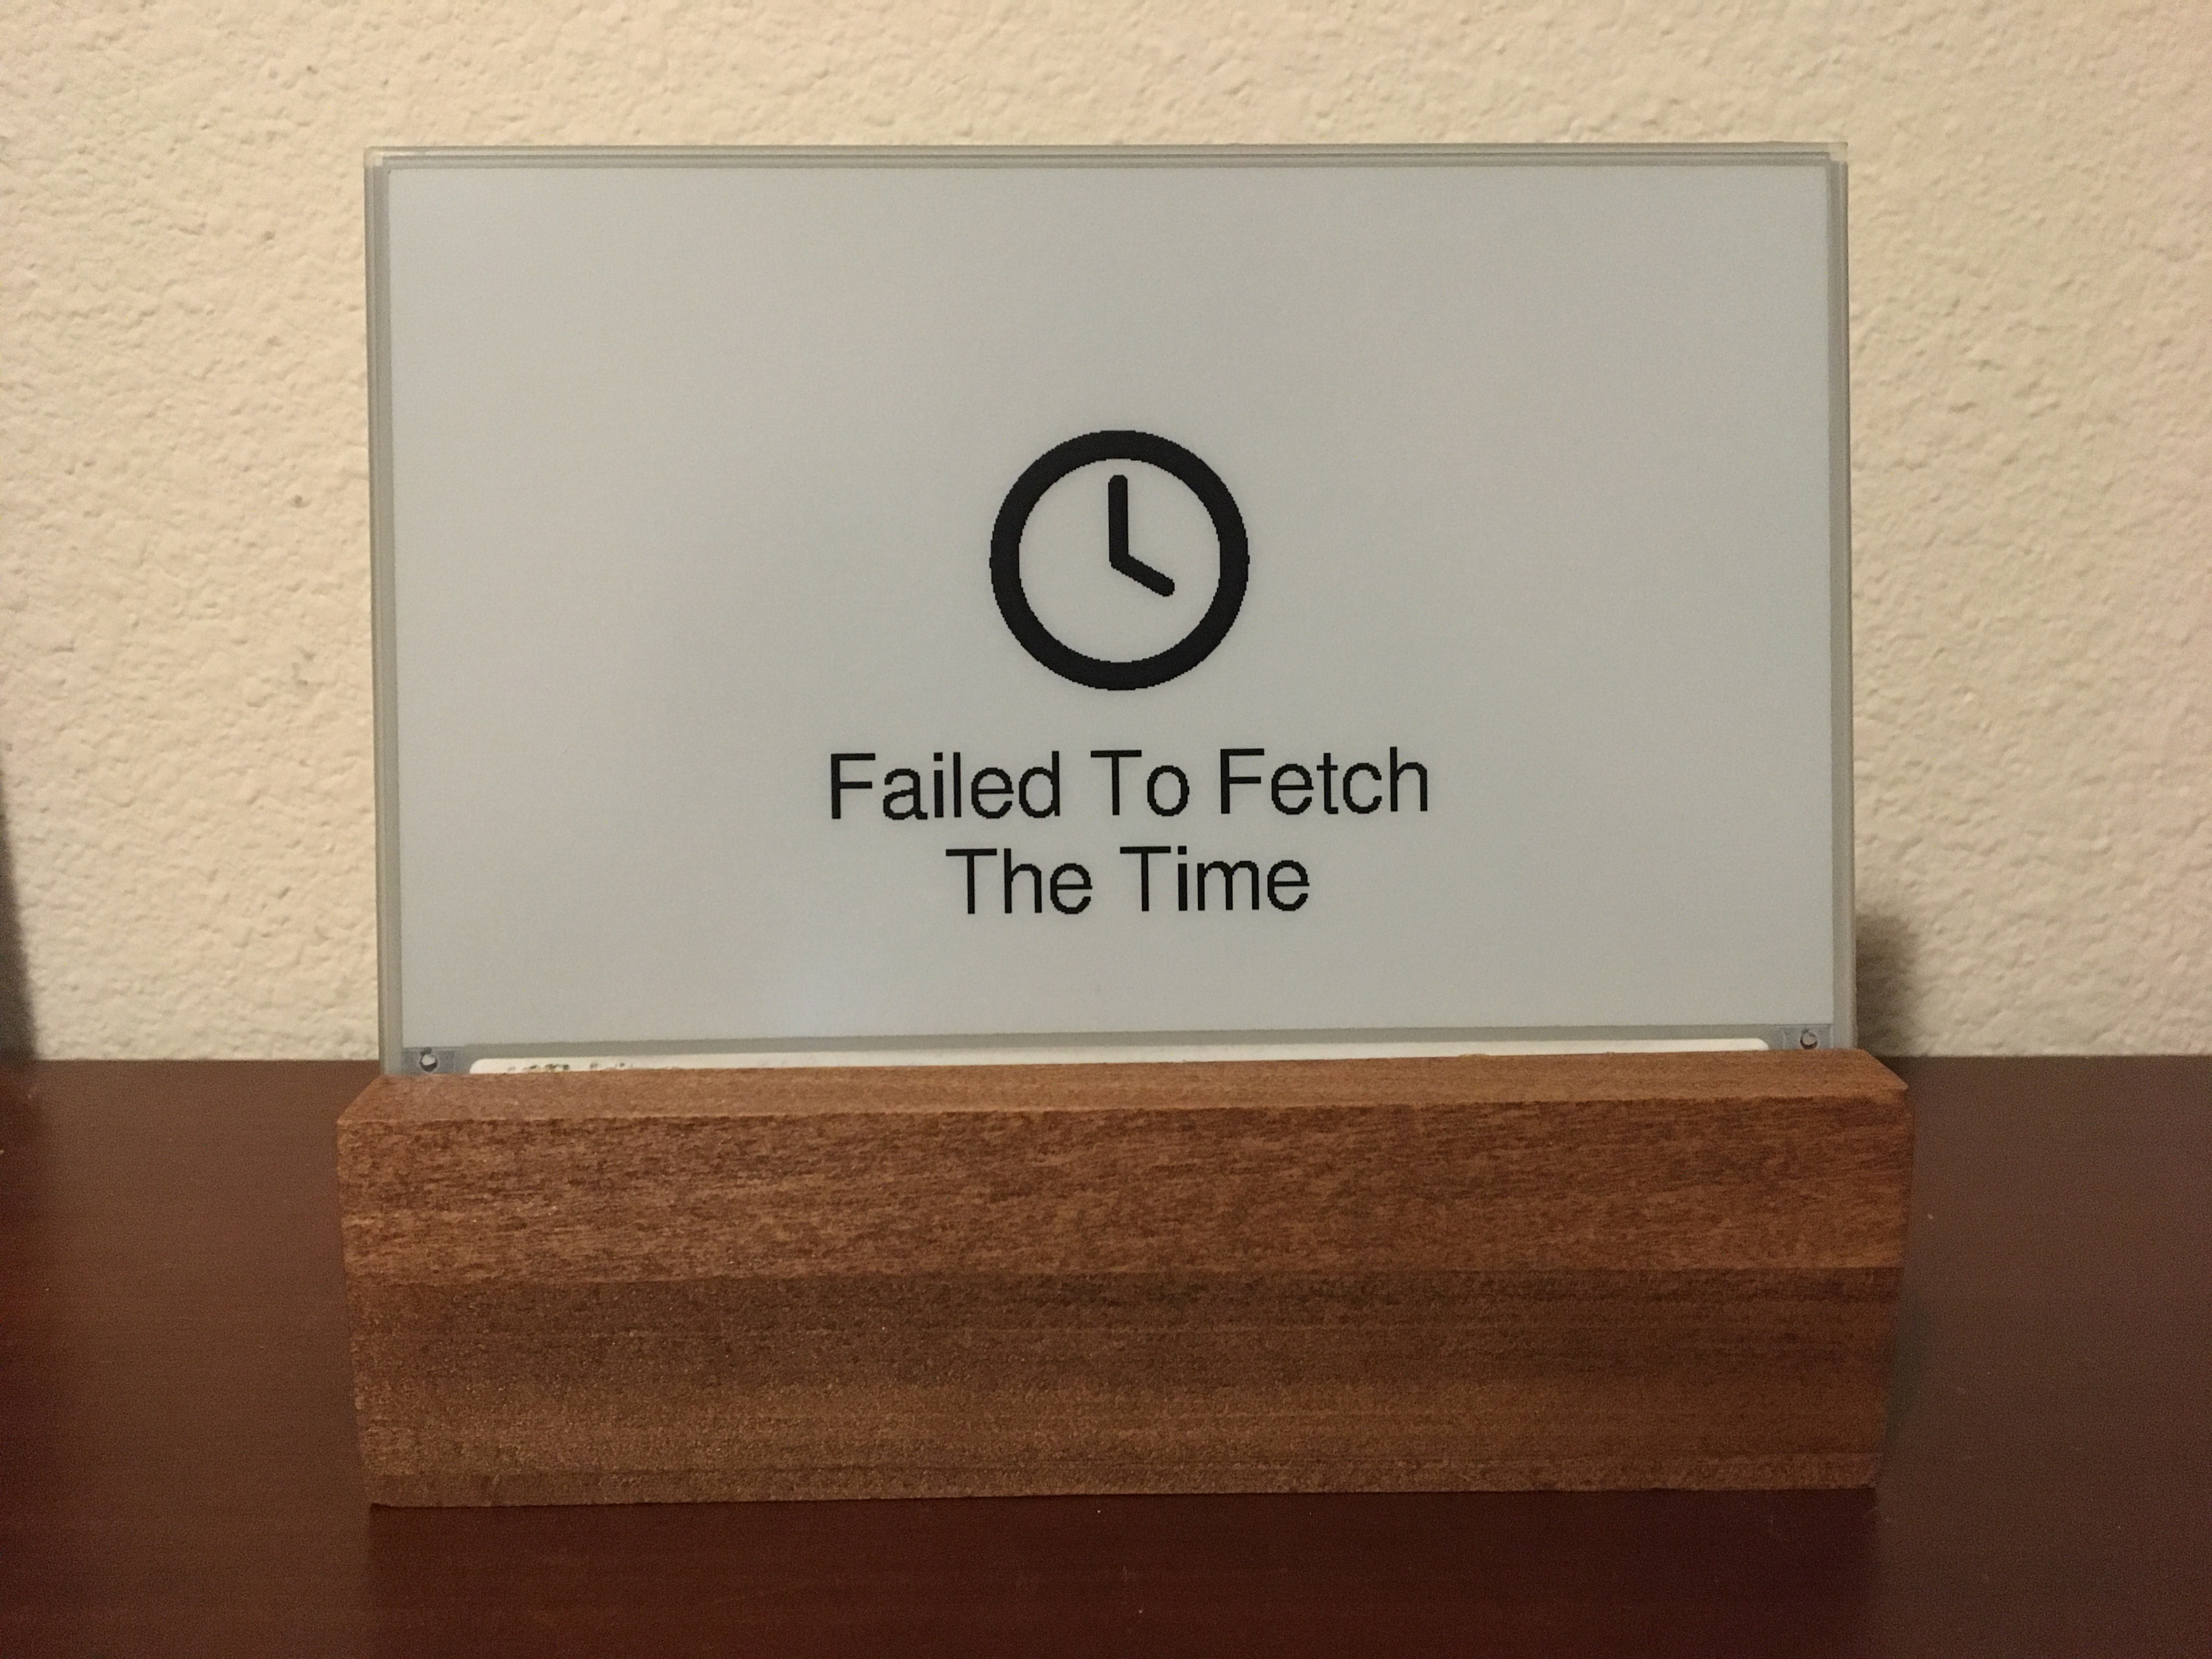 Failed To Fetch
The Time